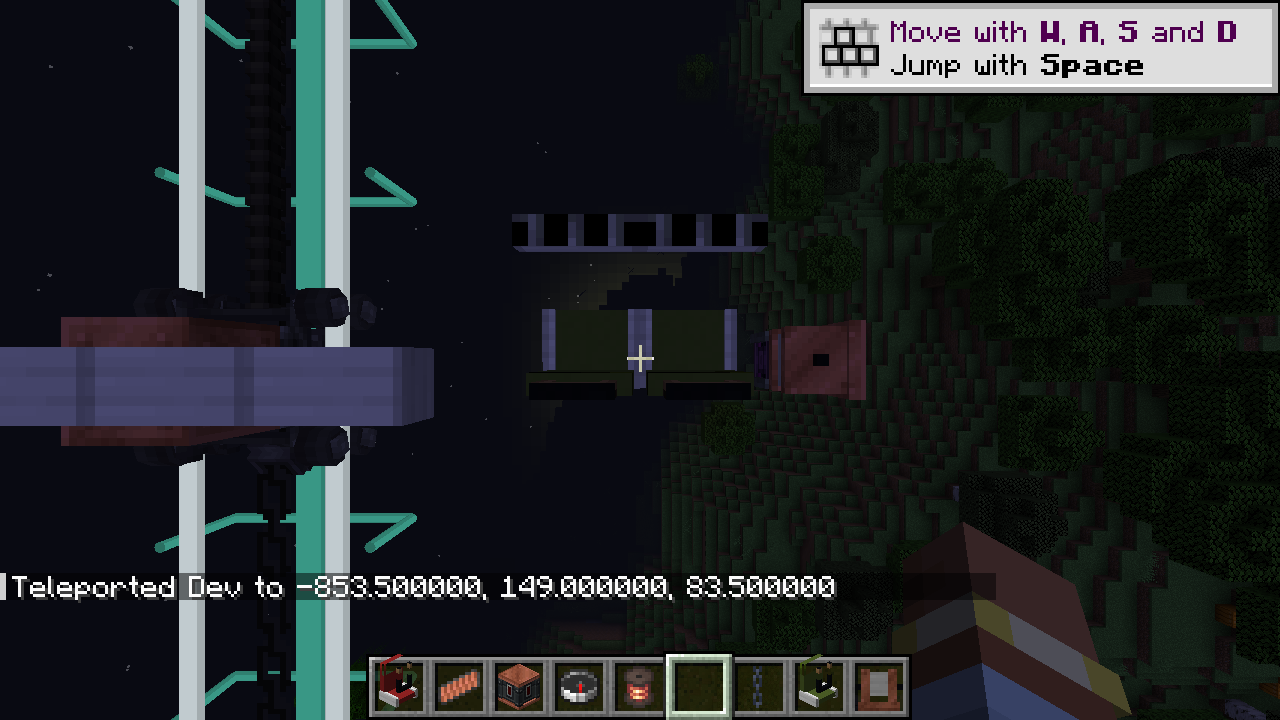 Move with W, A, S and D
Jump with Space
Teleported Dev to -853.500000, 149.000000, 83.500000